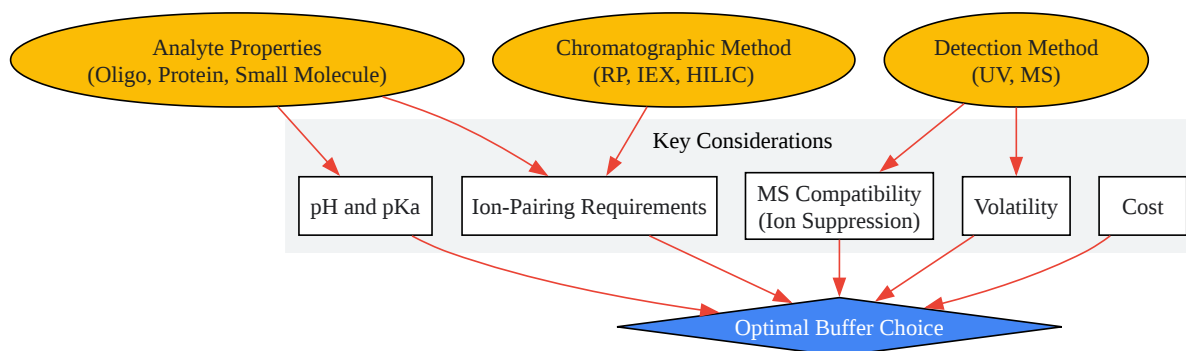 Analyte Properties
(Oligo, Protein, Small Molecule)
Chromatographic Method
(RP, IEX, HILIC)
Detection Method
(UV, MS)
Key Considerations
pH and pKa
Ion-Pairing Requirements
MS Compatibility
(Ion Suppression)
Volatility
Cost
Optimal Buffer Choice